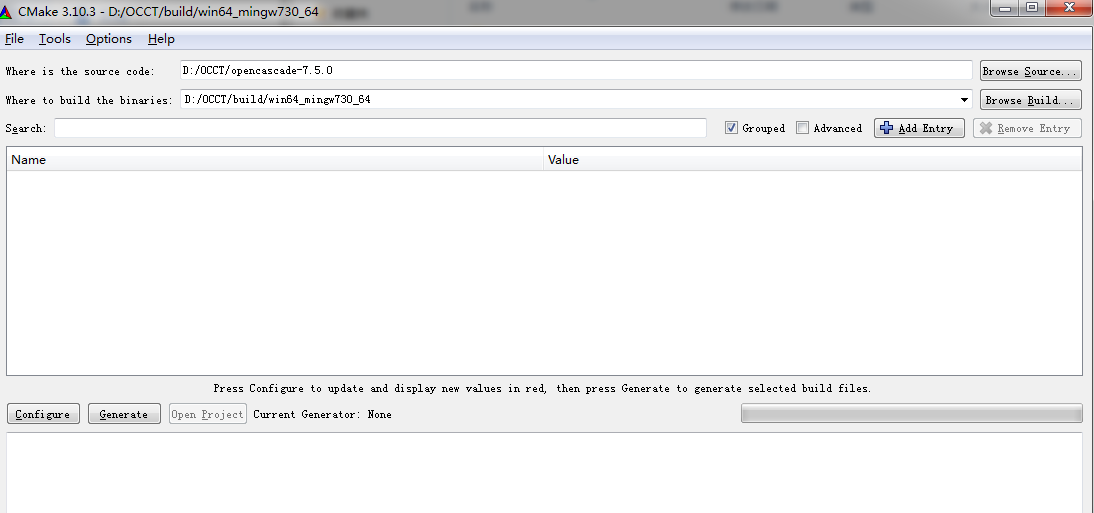 CMake 3.10.3 - D:/OCCT/build/win64_mingw730_64
File Tools Options Help
Where is the source code: D:/OCCT/opencascade-7.5.0 Browse Source...
Where to build the binaries: D:/OCCT/build/win64_mingw730_64 Browse Build...
Search: Grouped Advanced Add Entry Remove Entry
Name Value
Press Configure to update and display new values in red, then press Generate to generate selected build files.
Configure Generate Open Project Current Generator: None